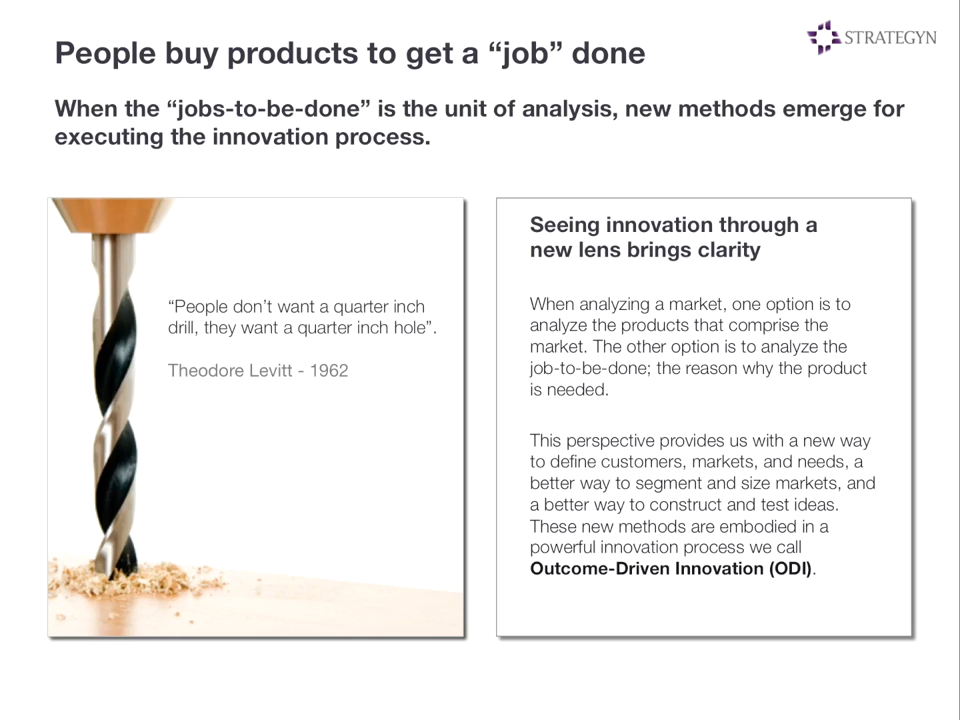 People buy products to get a “job” done
STRATEGYN
When the “jobs-to-be-done” is the unit of analysis, new methods emerge for
executing the innovation process.
“People don’t want a quarter inch
drill, they want a quarter inch hole”.
Theodore Levitt - 1962
Seeing innovation through a
new lens brings clarity
When analyzing a market, one option is to
analyze the products that comprise the
market. The other option is to analyze the
job-to-be-done; the reason why the product
is needed.
This perspective provides us with a new way
to define customers, markets, and needs, a
better way to segment and size markets, and
a better way to construct and test ideas.
These new methods are embodied in a
powerful innovation process we call
Outcome-Driven Innovation (ODI).